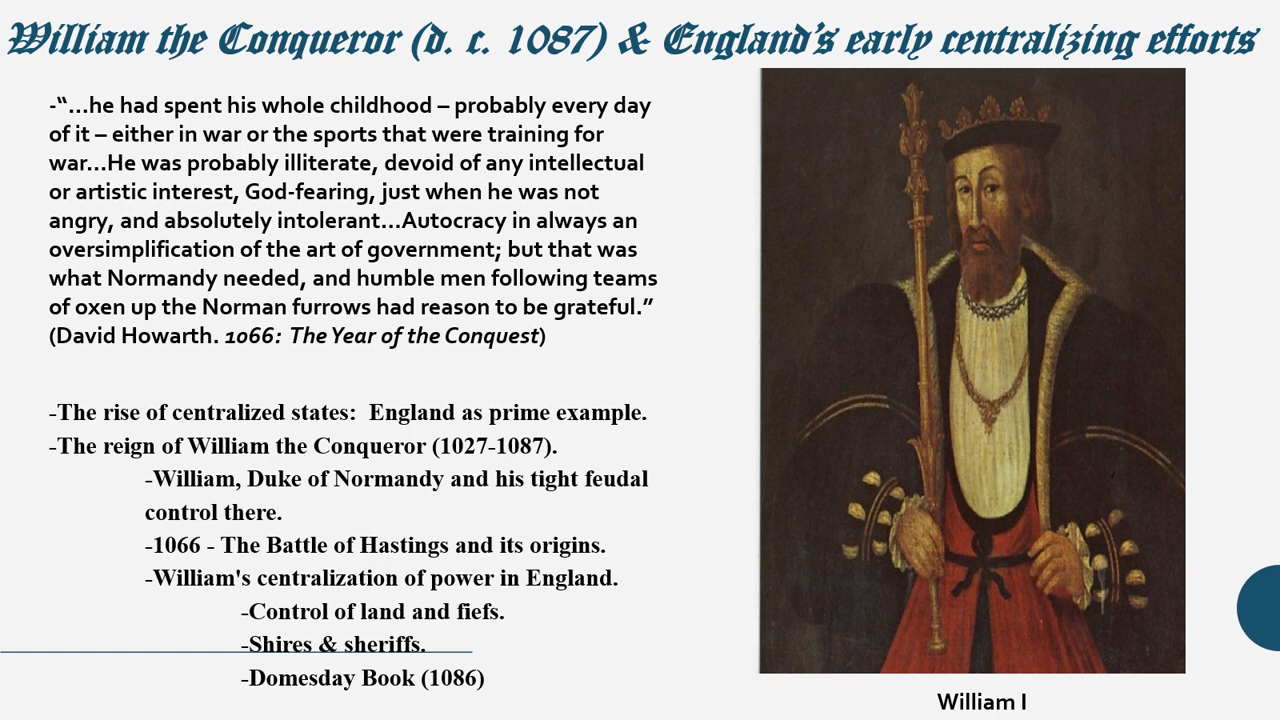 William the Conqueror (d. c. 1087) & England's early centralizing efforts
-“…he had spent his whole childhood – probably every day
of it – either in war or the sports that were training for
war…He was probably illiterate, devoid of any intellectual
or artistic interest, God-fearing, just when he was not
angry, and absolutely intolerant…Autocracy in always an
oversimplification of the art of government; but that was
what Normandy needed, and humble men following teams
of oxen up the Norman furrows had reason to be grateful.”
(David Howarth. 1066:  The Year of the Conquest)
-The rise of centralized states:  England as prime example.
-The reign of William the Conqueror (1027-1087).
-William, Duke of Normandy and his tight feudal
control there.
-1066 - The Battle of Hastings and its origins.
-William's centralization of power in England.
-Control of land and fiefs.
-Shires & sheriffs.
-Domesday Book (1086)
William I